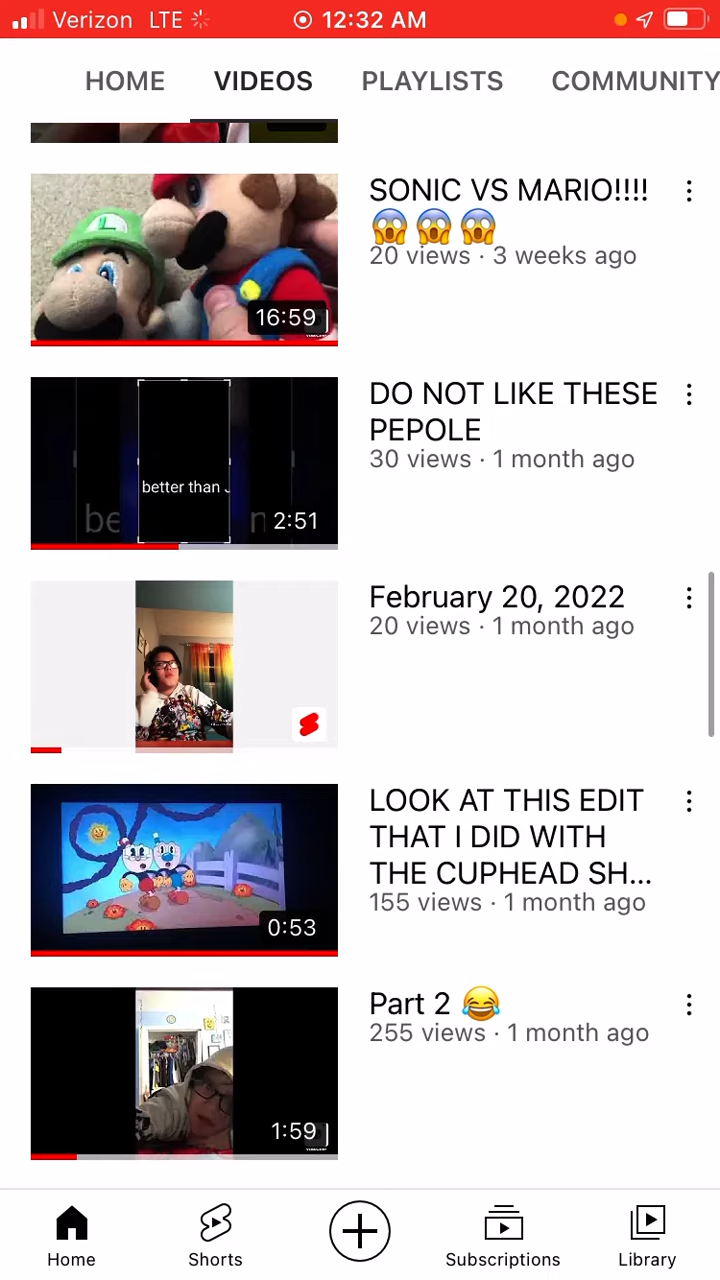 Verizon LTE 12:32 AM
HOME VIDEOS PLAYLISTS COMMUNITY
SONIC VS MARIO!!!!
😱😱😱
20 views · 3 weeks ago
L
16:59
DO NOT LIKE THESE
PEPOLE
30 views · 1 month ago
better than
be
2:51
February 20, 2022
20 views · 1 month ago
LOOK AT THIS EDIT
THAT I DID WITH
THE CUPHEAD SH...
155 views · 1 month ago
0:53
Part 2 😂
255 views · 1 month ago
1:59
Home Shorts Subscriptions Library